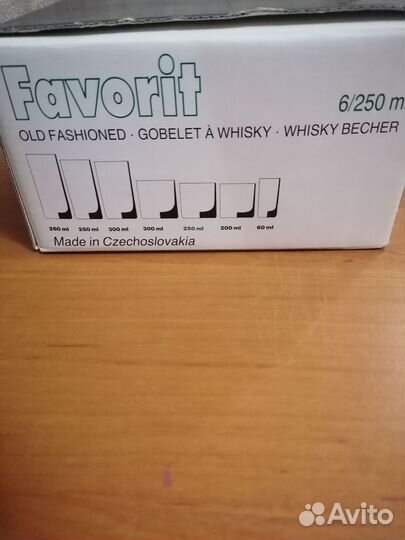 Favorit
6/250 m
OLD FASHIONED · GOBELET À WHISKY · WHISKY BECHER
260 ml 250 ml 300 ml 300 ml 250 ml 200 ml 60 ml
Made in Czechoslovakia
Avito